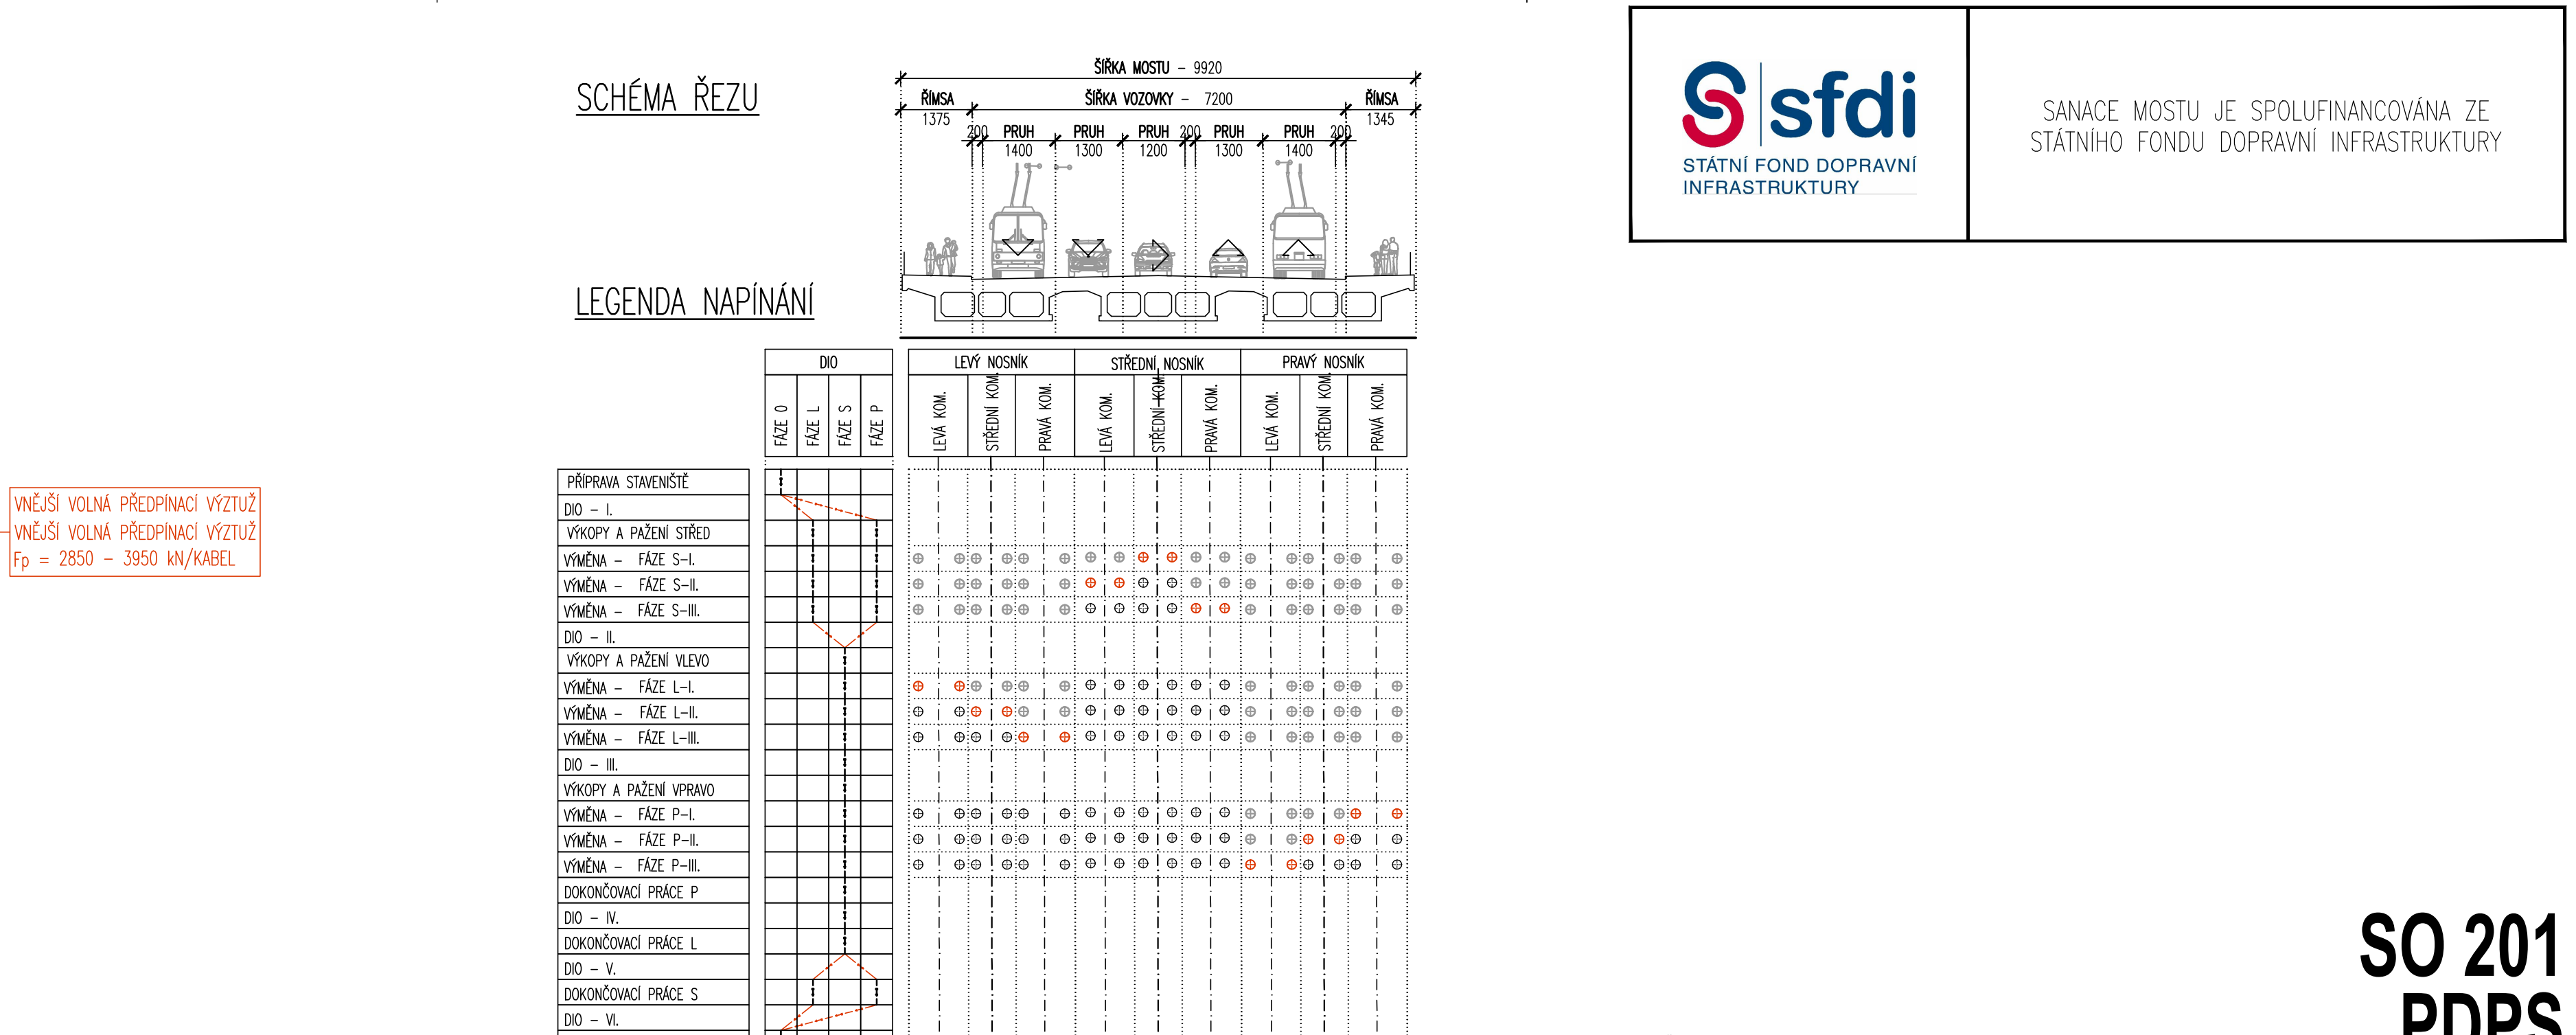 SCHÉMA ŘEZU
ŠÍŘKA MOSTU - 9920
ŘÍMSA
ŠÍŘKA VOZOVKY - 7200
ŘÍMSA
1375
1345
200 PRUH PRUH PRUH 200 PRUH PRUH 200
1400 1300 1200 1300 1400
sfdi
STÁTNÍ FOND DOPRAVNÍ
INFRASTRUKTURY
SANACE MOSTU JE SPOLUFINANCOVÁNA ZE
STÁTNÍHO FONDU DOPRAVNÍ INFRASTRUKTURY
LEGENDA NAPÍNÁNÍ
DIO
LEVÝ NOSNÍK
STŘEDNÍ NOSNÍK
PRAVÝ NOSNÍK
FÁZE 0
FÁZE L
FÁZE S
FÁZE P
LEVÁ KOM.
STŘEDNÍ KOM.
PRAVÁ KOM.
LEVÁ KOM.
STŘEDNÍ KOM.
PRAVÁ KOM.
LEVÁ KOM.
STŘEDNÍ KOM.
PRAVÁ KOM.
VNĚJŠÍ VOLNÁ PŘEDPÍNACÍ VÝZTUŽ
VNĚJŠÍ VOLNÁ PŘEDPÍNACÍ VÝZTUŽ
Fp = 2850 - 3950 kN/KABEL
PŘÍPRAVA STAVENIŠTĚ
DIO - I.
VÝKOPY A PAŽENÍ STŘED
VÝMĚNA - FÁZE S-I.
VÝMĚNA - FÁZE S-II.
VÝMĚNA - FÁZE S-III.
DIO - II.
VÝKOPY A PAŽENÍ VLEVO
VÝMĚNA - FÁZE L-I.
VÝMĚNA - FÁZE L-II.
VÝMĚNA - FÁZE L-III.
DIO - III.
VÝKOPY A PAŽENÍ VPRAVO
VÝMĚNA - FÁZE P-I.
VÝMĚNA - FÁZE P-II.
VÝMĚNA - FÁZE P-III.
DOKONČOVACÍ PRÁCE P
DIO - IV.
DOKONČOVACÍ PRÁCE L
DIO - V.
DOKONČOVACÍ PRÁCE S
DIO - VI.
SO 201
PDPS